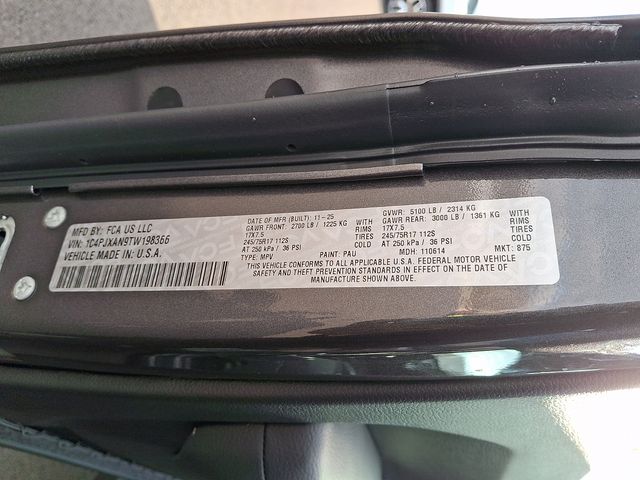 MFD BY: FCA US LLC
VIN: 1C4PJXAN9TW198366
VEHICLE MADE IN: U.S.A.
DATE OF MFR (BUILT): 11-25
GAWR FRONT: 2700 LB / 1225 KG WITH
17X7.5 RIMS
245/75R17 112S TIRES
AT 250 kPa / 36 PSI COLD
TYPE: MPV PAINT: PAU
GVWR: 5100 LB / 2314 KG
GAWR REAR: 3000 LB / 1361 KG WITH
17X7.5 RIMS
245/75R17 112S TIRES
AT 250 kPa / 36 PSI COLD
MDH: 110614 MKT: 875
THIS VEHICLE CONFORMS TO ALL APPLICABLE U.S.A. FEDERAL MOTOR VEHICLE
SAFETY AND THEFT PREVENTION STANDARDS IN EFFECT ON THE DATE OF
MANUFACTURE SHOWN ABOVE.